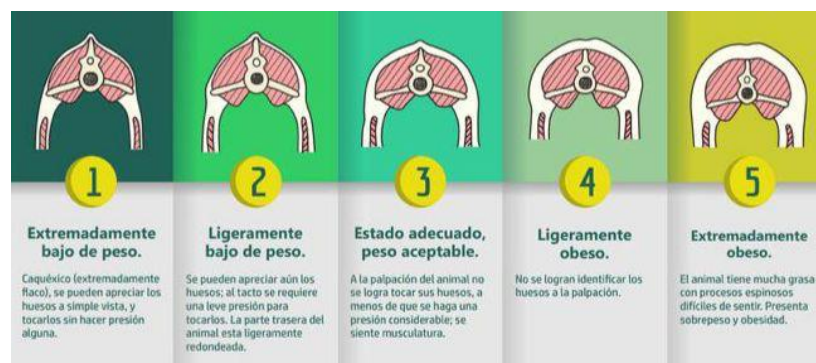 1
Extremadamente
bajo de peso.
Caquéxico (extremadamente
flaco), se pueden apreciar los
huesos a simple vista, y
tocarlos sin hacer presión
alguna.
2
Ligeramente
bajo de peso.
Se pueden apreciar aún los
huesos; al tacto se requiere
una leve presión para
tocarlos. La parte trasera del
animal esta ligeramente
redondeada.
3
Estado adecuado,
peso aceptable.
A la palpación del animal no
se logra tocar sus huesos, a
menos de que se haga una
presión considerable; se
siente musculatura.
4
Ligeramente
obeso.
No se logran identificar los
huesos a la palpación.
5
Extremadamente
obeso.
El animal tiene mucha grasa
con procesos espinosos
difíciles de sentir. Presenta
sobrepeso y obesidad.